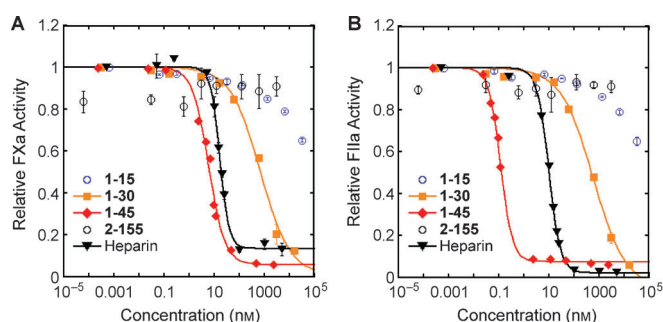 A
Relative FXa Activity
1.2
1
0.8
0.6
0.4
0.2
0
1-15
1-30
1-45
2-155
Heparin
10⁻⁵ 0.001 0.1 10 1000 10⁵
Concentration (nM)
B
Relative FIIa Activity
1.2
1
0.8
0.6
0.4
0.2
0
1-15
1-30
1-45
2-155
Heparin
10⁻⁵ 0.001 0.1 10 1000 10⁵
Concentration (nM)